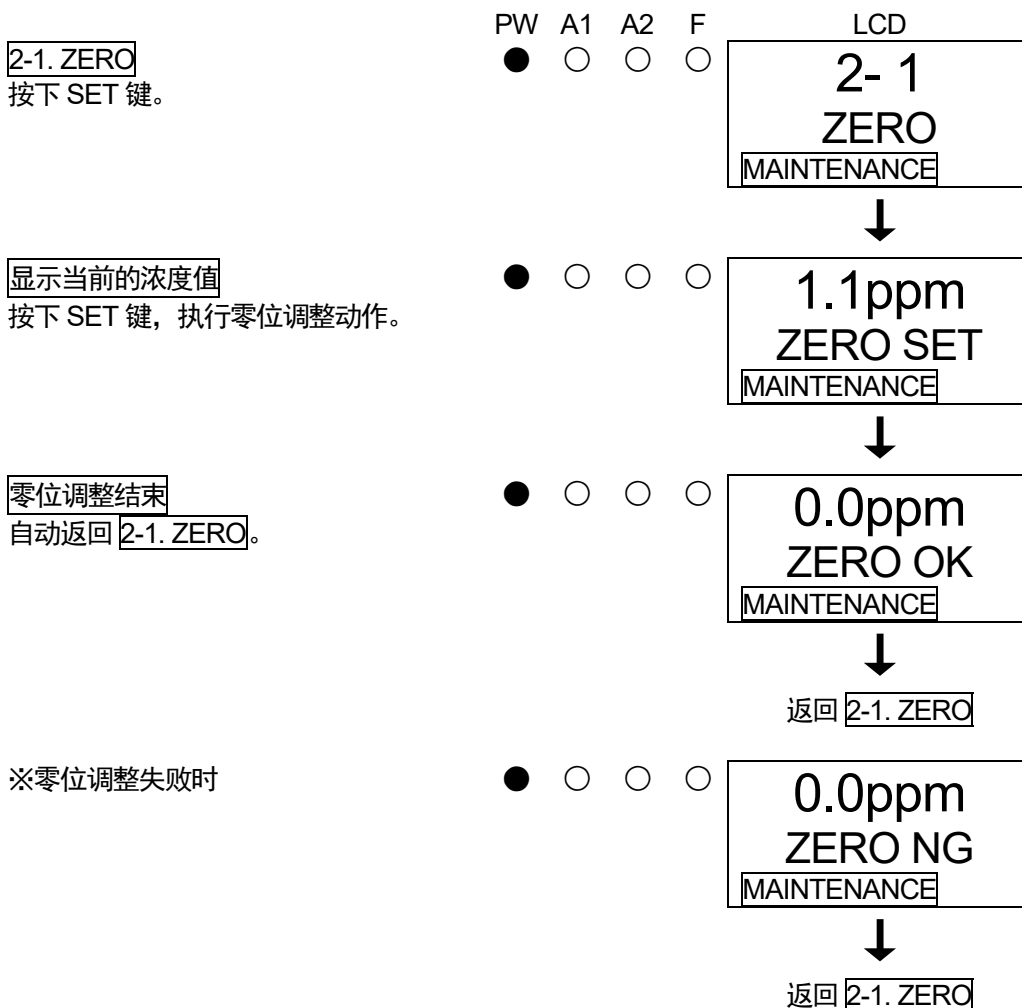 PW A1 A2 F LCD
2-1. ZERO
按下 SET 键。
● ○ ○ ○
2- 1
ZERO
MAINTENANCE
显示当前的浓度值
按下 SET 键，执行零位调整动作。
● ○ ○ ○
1.1ppm
ZERO SET
MAINTENANCE
零位调整结束
自动返回 2-1. ZERO。
● ○ ○ ○
0.0ppm
ZERO OK
MAINTENANCE
返回 2-1. ZERO
※零位调整失败时
● ○ ○ ○
0.0ppm
ZERO NG
MAINTENANCE
返回 2-1. ZERO